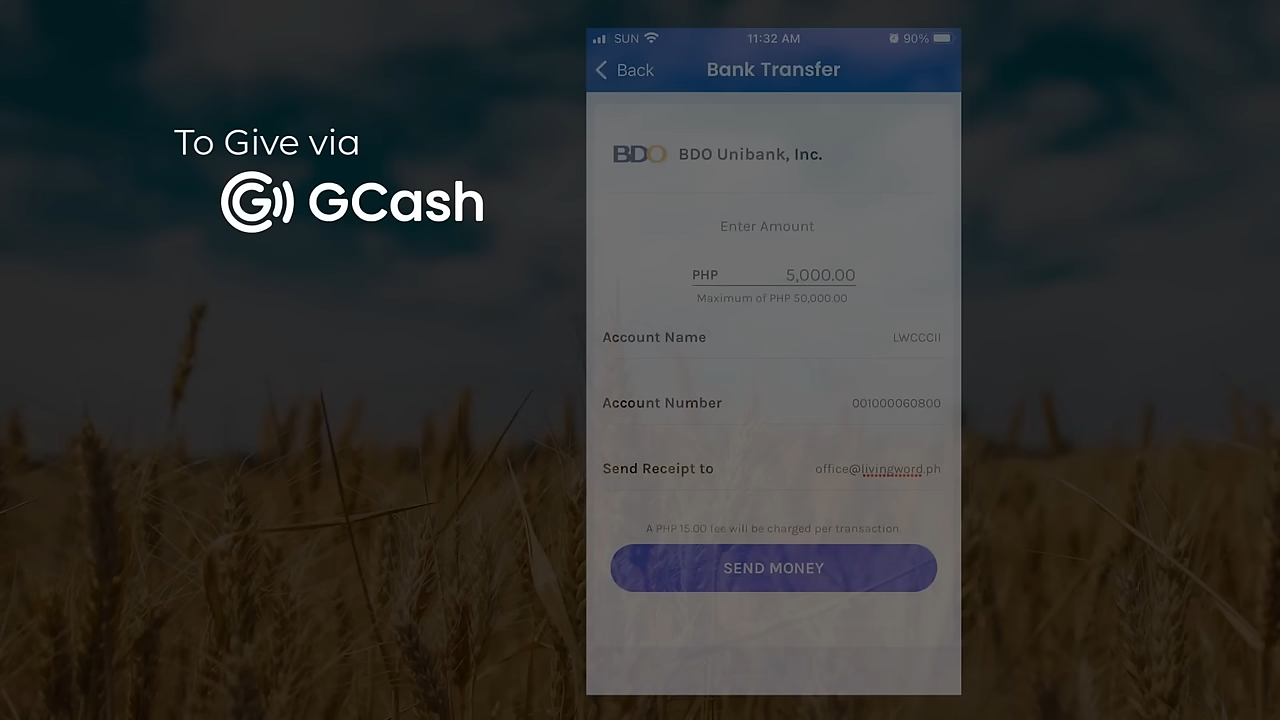 To Give via
GCash
SUN 11:32 AM 90%
Back Bank Transfer
BDO BDO Unibank, Inc.
Enter Amount
PHP 5,000.00
Maximum of PHP 50,000.00
Account Name LWCCCII
Account Number 001000060800
Send Receipt to office@livingword.ph
A PHP 15.00 fee will be charged per transaction.
SEND MONEY